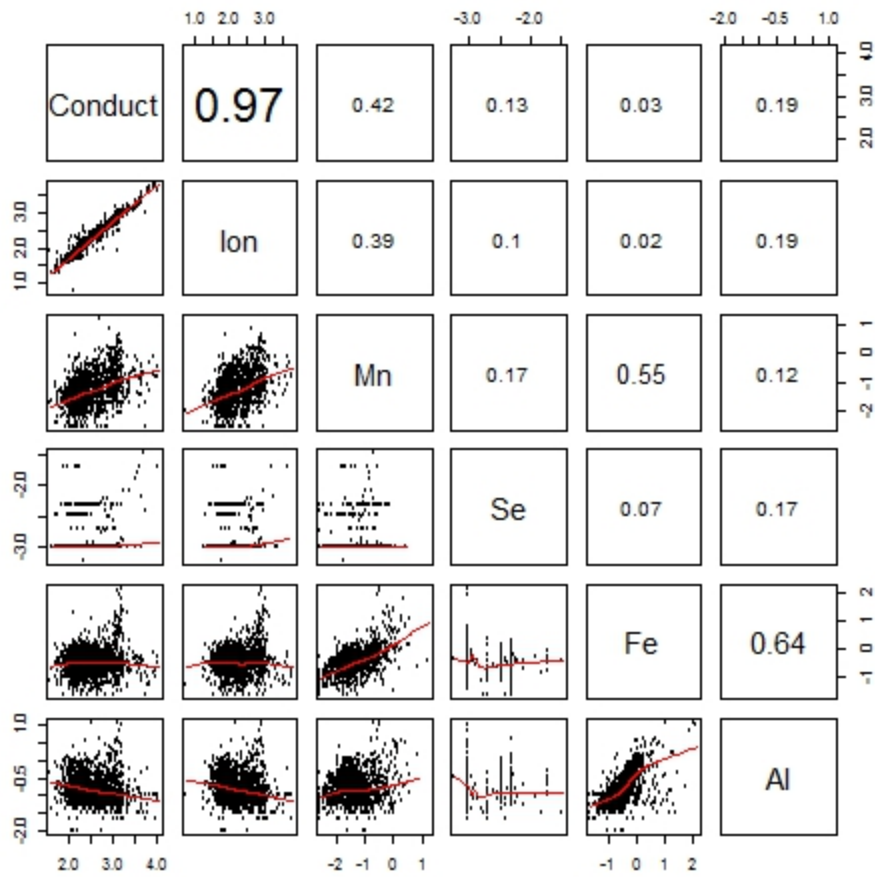 1.0 2.0 3.0 -3.0 -2.0 -2.0 -0.5 1.0
Conduct 0.97 0.42 0.13 0.03 0.19 2.0 3.0 4.0
1.0 2.0 3.0 Ion 0.39 0.1 0.02 0.19
Mn 0.17 0.55 0.12 -2 -1 0 1
-3.0 -2.0 Se 0.07 0.17
Fe 0.64 -1 0 1 2
-2.0 -0.5 1.0 Al
2.0 3.0 4.0 -2 -1 0 1 -1 0 1 2